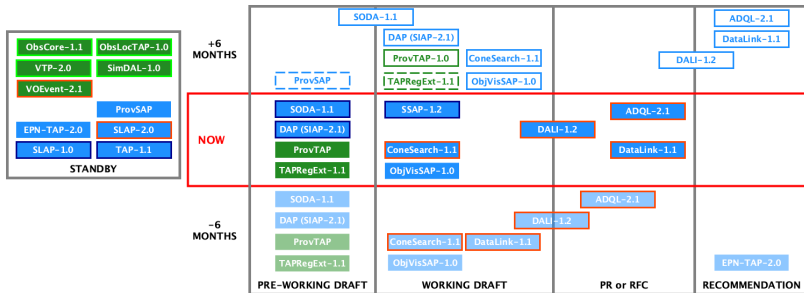 SODA-1.1
ADQL-2.1
ObsCore-1.1 ObsLocTAP-1.0
+6 MONTHS
DAP (SIAP-2.1)
DataLink-1.1
VTP-2.0 SimDAL-1.0
ProvTAP-1.0 ConeSearch-1.1
DALI-1.2
VOEvent-2.1
ProvSAP
TAPRegExt-1.1 ObjVisSAP-1.0
ProvSAP
SODA-1.1 SSAP-1.2 ADQL-2.1
EPN-TAP-2.0 SLAP-2.0
NOW
DAP (SIAP-2.1) DALI-1.2
SLAP-1.0 TAP-1.1
ProvTAP ConeSearch-1.1 DataLink-1.1
STANDBY
TAPRegExt-1.1 ObjVisSAP-1.0
SODA-1.1 ADQL-2.1
-6 MONTHS
DAP (SIAP-2.1) DALI-1.2
ProvTAP ConeSearch-1.1 DataLink-1.1
TAPRegExt-1.1 ObjVisSAP-1.0 EPN-TAP-2.0
PRE-WORKING DRAFT WORKING DRAFT PR or RFC RECOMMENDATION